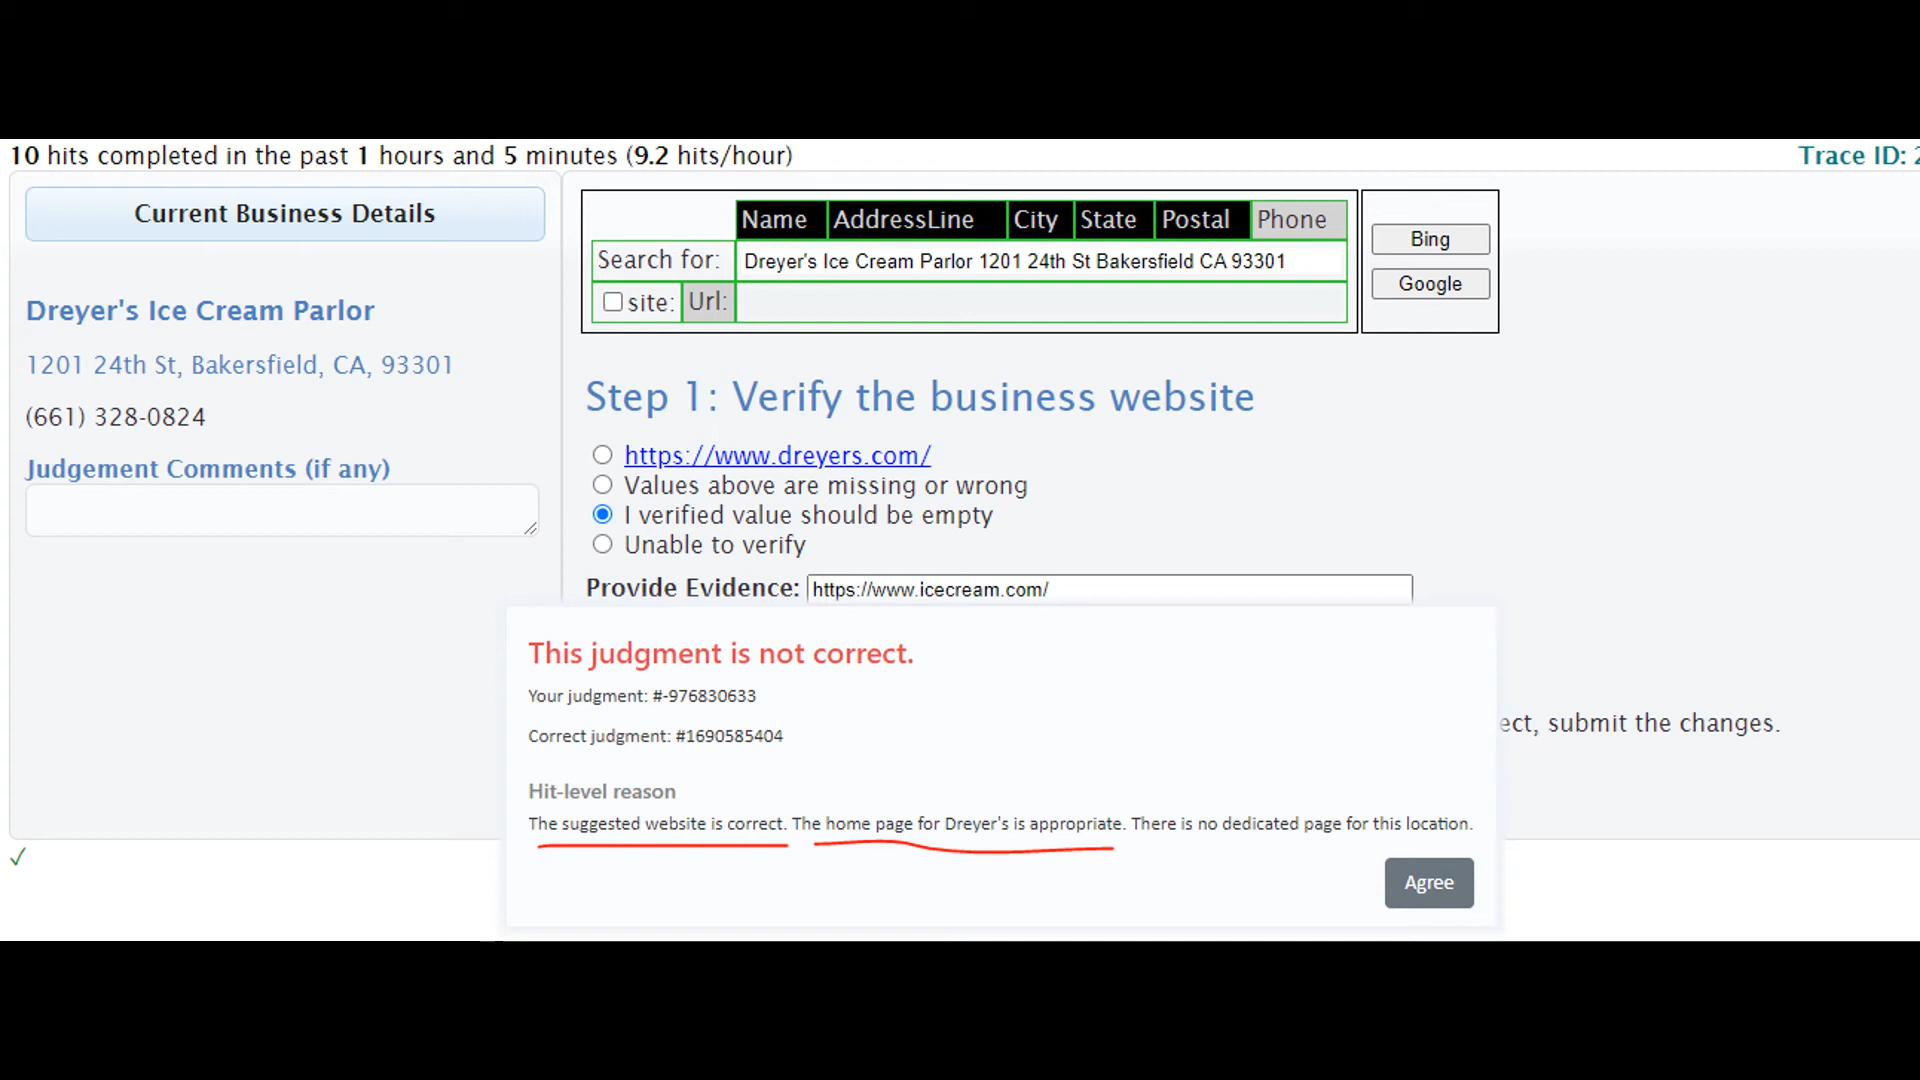 10 hits completed in the past 1 hours and 5 minutes (9.2 hits/hour)
Trace ID: 2
Current Business Details
Dreyer's Ice Cream Parlor
1201 24th St, Bakersfield, CA, 93301
(661) 328-0824
Judgement Comments (if any)
Name AddressLine City State Postal Phone
Search for: Dreyer's Ice Cream Parlor 1201 24th St Bakersfield CA 93301
site: Url:
Bing
Google
Step 1: Verify the business website
https://www.dreyers.com/
Values above are missing or wrong
I verified value should be empty
Unable to verify
Provide Evidence: https://www.icecream.com/
ect, submit the changes.
This judgment is not correct.
Your judgment: #-976830633
Correct judgment: #1690585404
Hit-level reason
The suggested website is correct. The home page for Dreyer's is appropriate. There is no dedicated page for this location.
Agree